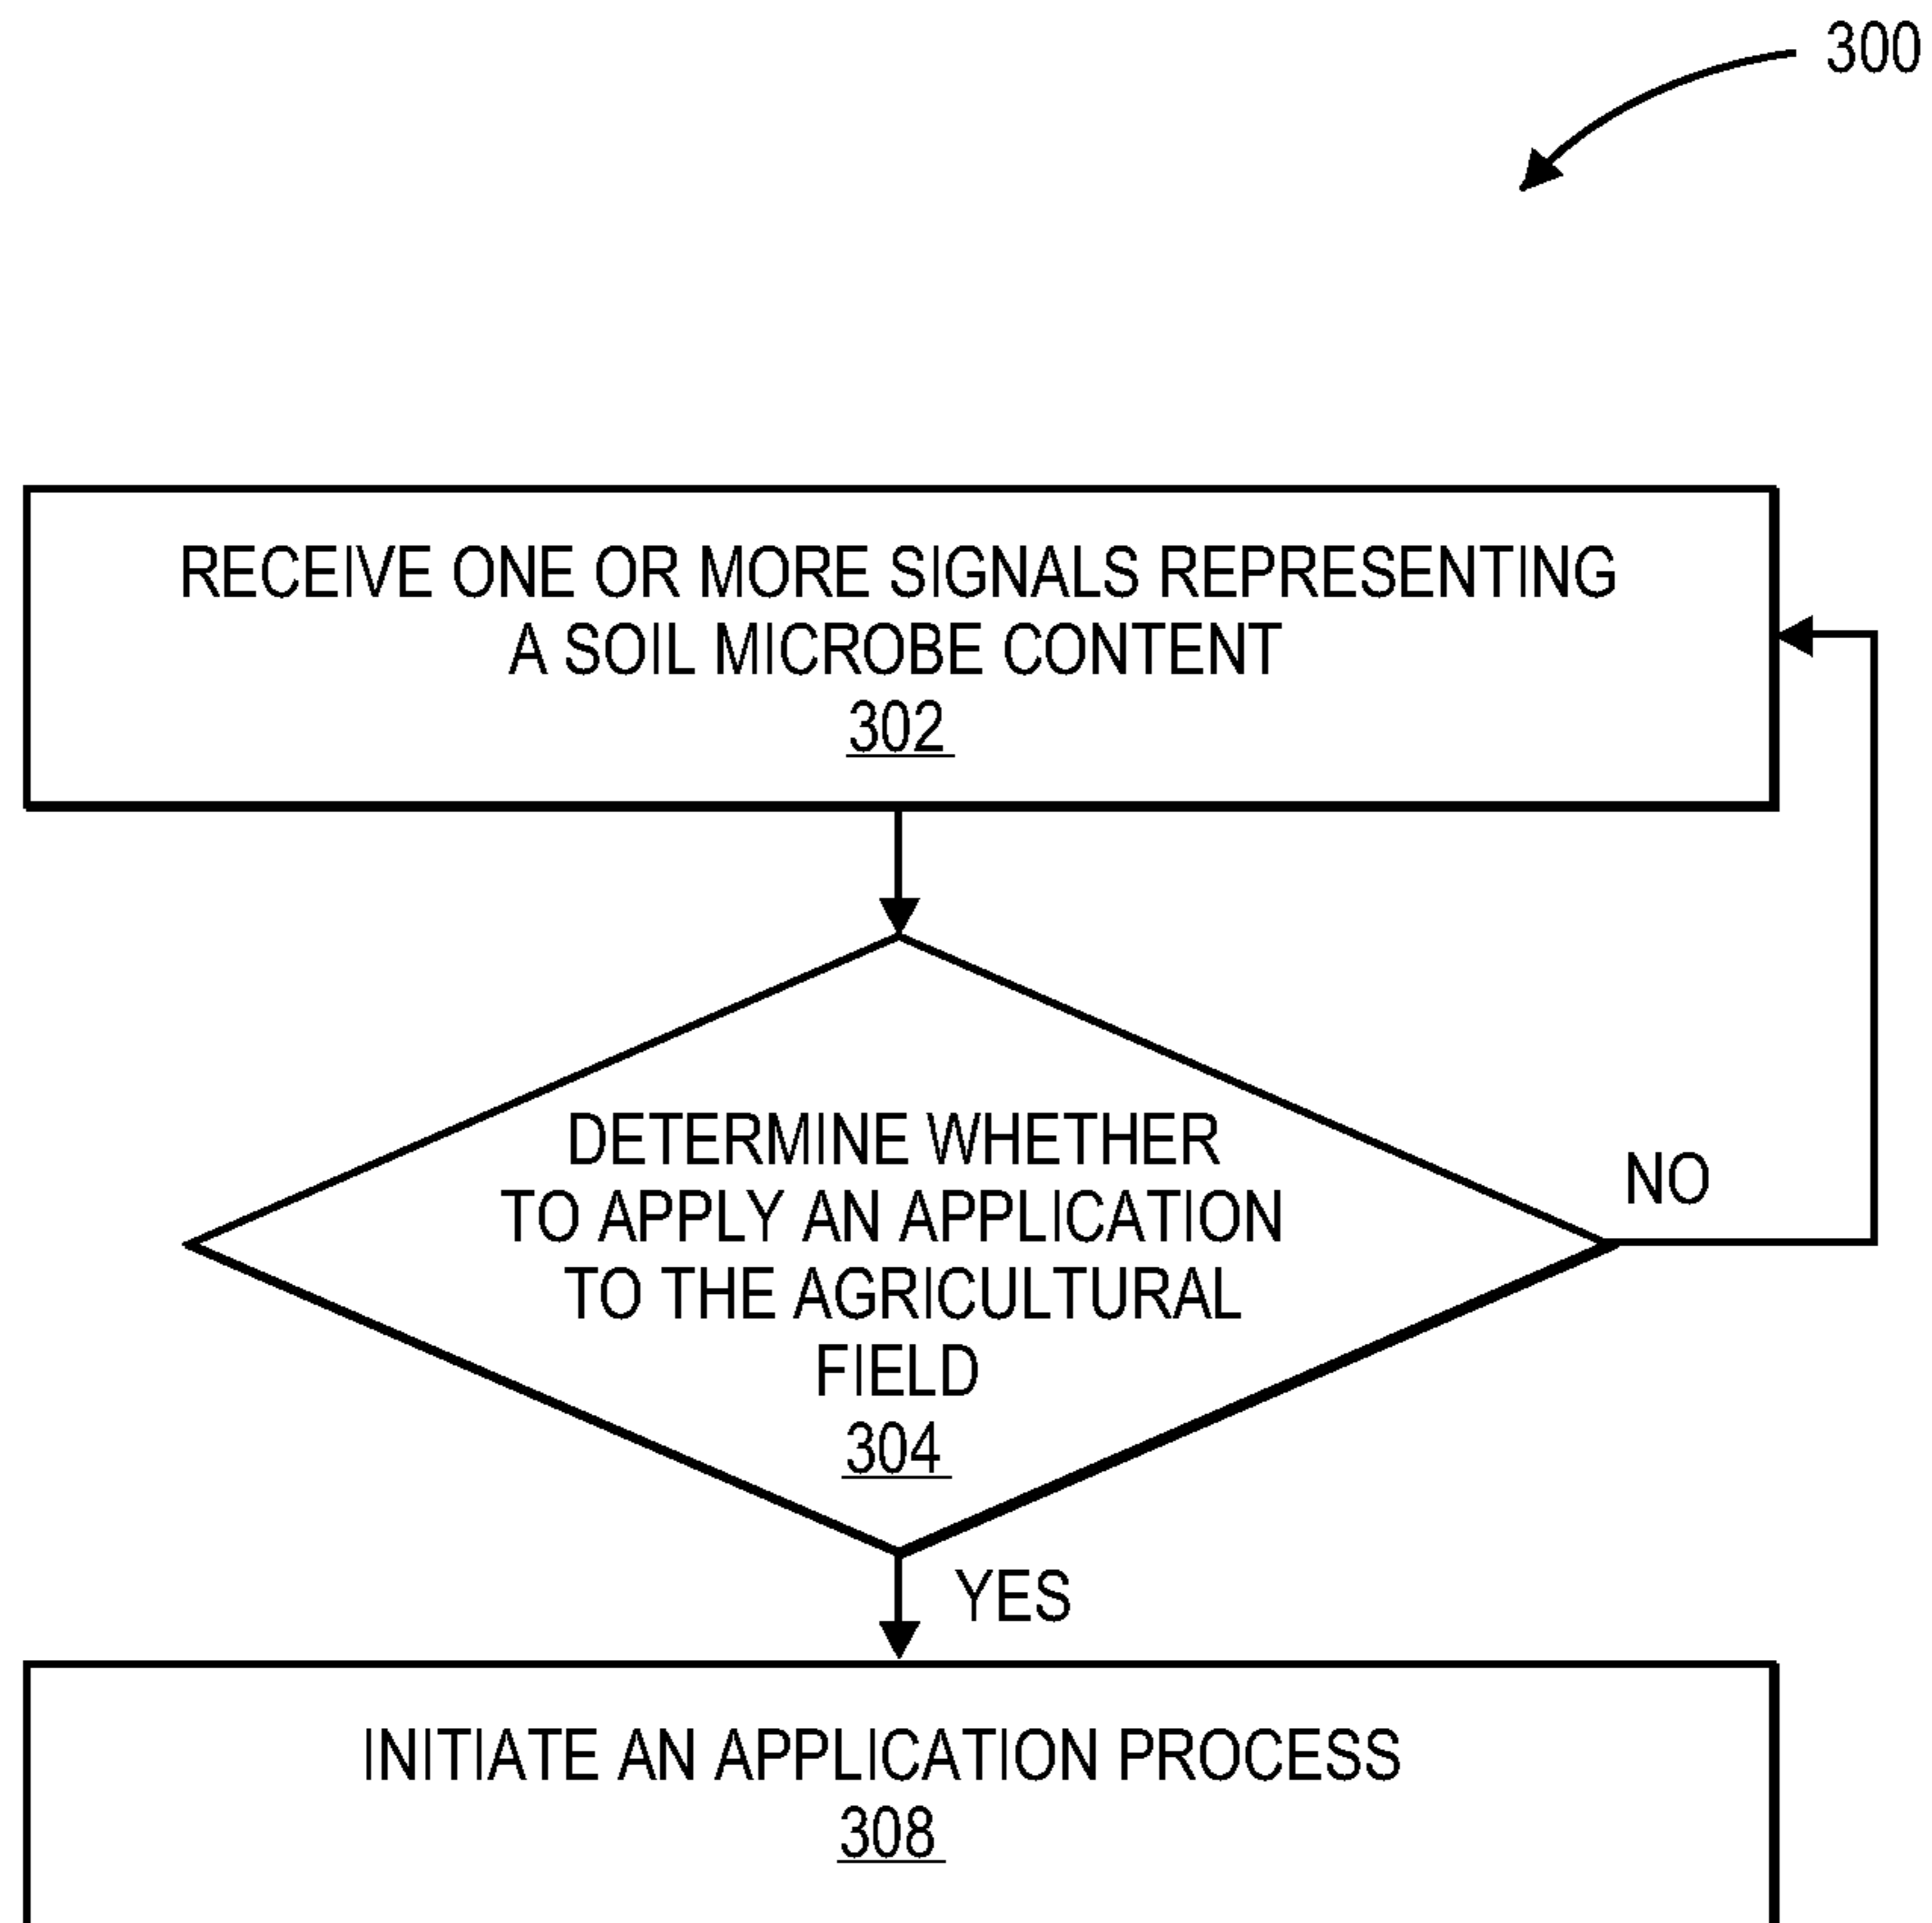 300
RECEIVE ONE OR MORE SIGNALS REPRESENTING
A SOIL MICROBE CONTENT
302
DETERMINE WHETHER
TO APPLY AN APPLICATION
TO THE AGRICULTURAL
FIELD
304
NO
YES
INITIATE AN APPLICATION PROCESS
308